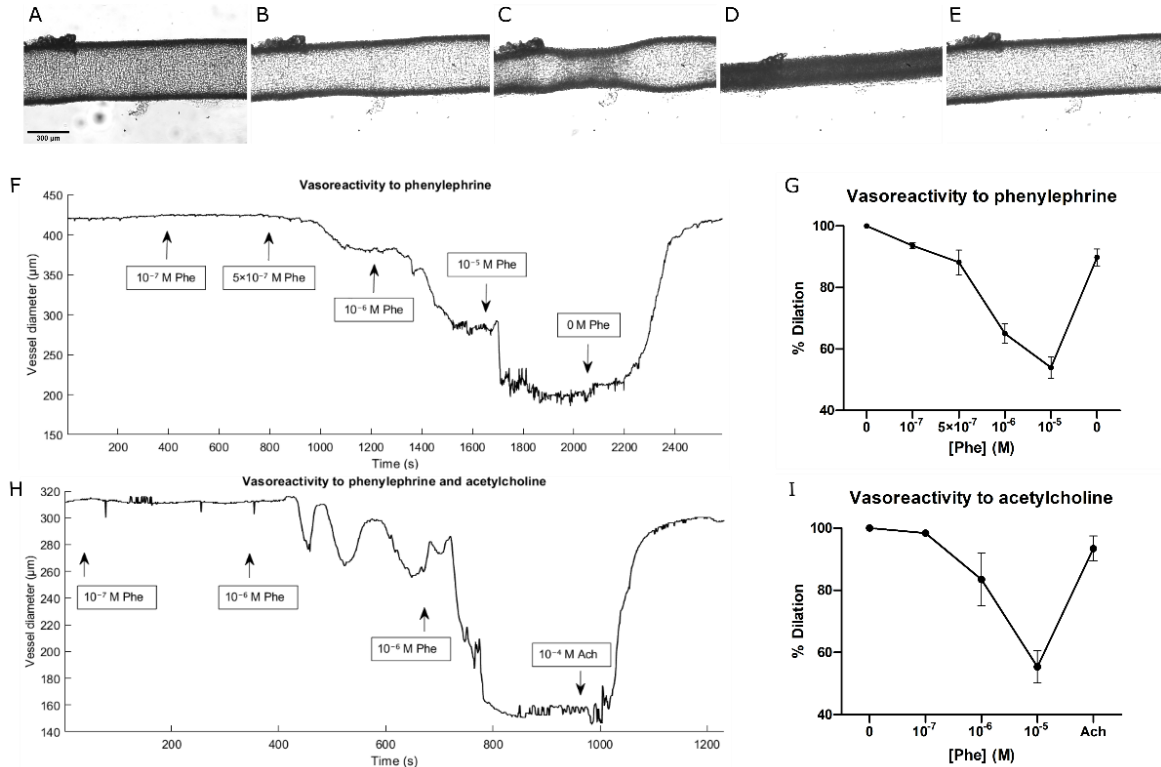 A
B
C
D
E
300 µm
F
Vasoreactivity to phenylephrine
Vessel diameter (µm)
450
400
350
300
250
200
150
10⁻⁷ M Phe
5×10⁻⁷ M Phe
10⁻⁶ M Phe
10⁻⁵ M Phe
0 M Phe
200 400 600 800 1000 1200 1400 1600 1800 2000 2200 2400
Time (s)
G
Vasoreactivity to phenylephrine
% Dilation
100
80
60
40
0 10⁻⁷ 5×10⁻⁷ 10⁻⁶ 10⁻⁵ 0
[Phe] (M)
H
Vasoreactivity to phenylephrine and acetylcholine
Vessel diameter (µm)
320
300
280
260
240
220
200
180
160
140
10⁻⁷ M Phe
10⁻⁶ M Phe
10⁻⁶ M Phe
10⁻⁴ M Ach
200 400 600 800 1000 1200
Time (s)
I
Vasoreactivity to acetylcholine
% Dilation
100
80
60
40
0 10⁻⁷ 10⁻⁶ 10⁻⁵ Ach
[Phe] (M)